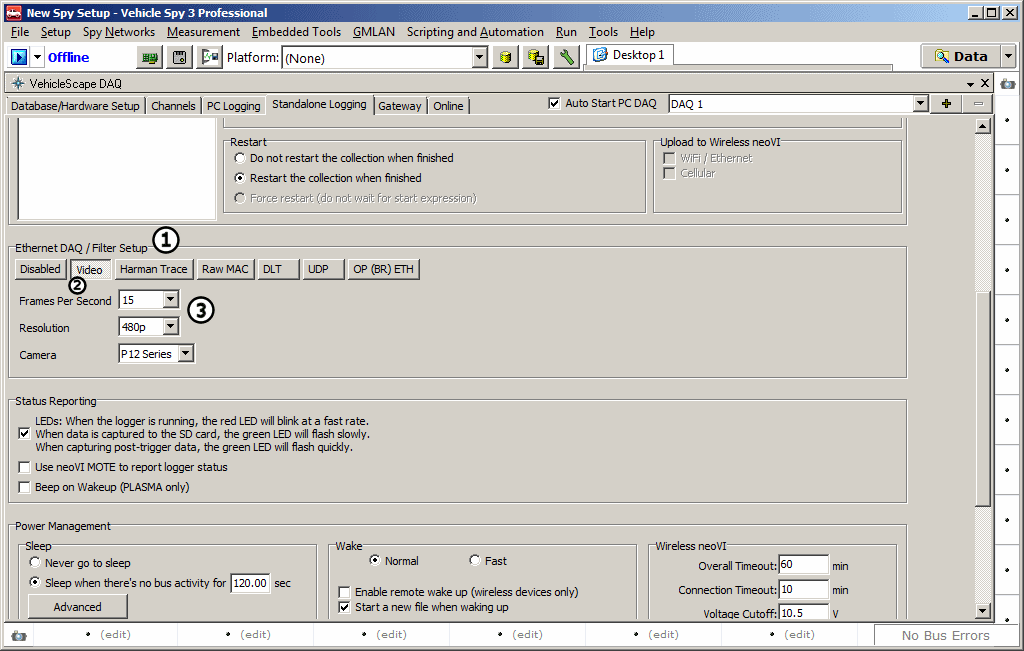 New Spy Setup - Vehicle Spy 3 Professional
File Setup Spy Networks Measurement Embedded Tools GMLAN Scripting and Automation Run Tools Help
Offline Platform: (None) Desktop 1 Data
VehicleScape DAQ
Database/Hardware Setup Channels PC Logging Standalone Logging Gateway Online Auto Start PC DAQ DAQ 1
Restart
Do not restart the collection when finished
Restart the collection when finished
Force restart (do not wait for start expression)
Upload to Wireless neoVI
WiFi / Ethernet
Cellular
Ethernet DAQ / Filter Setup 1
Disabled Video Harman Trace Raw MAC DLT UDP OP (BR) ETH
2
Frames Per Second 15 3
Resolution 480p
Camera P12 Series
Status Reporting
LEDs: When the logger is running, the red LED will blink at a fast rate.
When data is captured to the SD card, the green LED will flash slowly.
When capturing post-trigger data, the green LED will flash quickly.
Use neoVI MOTE to report logger status
Beep on Wakeup (PLASMA only)
Power Management
Sleep
Never go to sleep
Sleep when there's no bus activity for 120.00 sec
Advanced
Wake
Normal Fast
Enable remote wake up (wireless devices only)
Start a new file when waking up
Wireless neoVI
Overall Timeout: 60 min
Connection Timeout: 10 min
Voltage Cutoff: 10.5 V
(edit) (edit) (edit) (edit) (edit) (edit) No Bus Errors